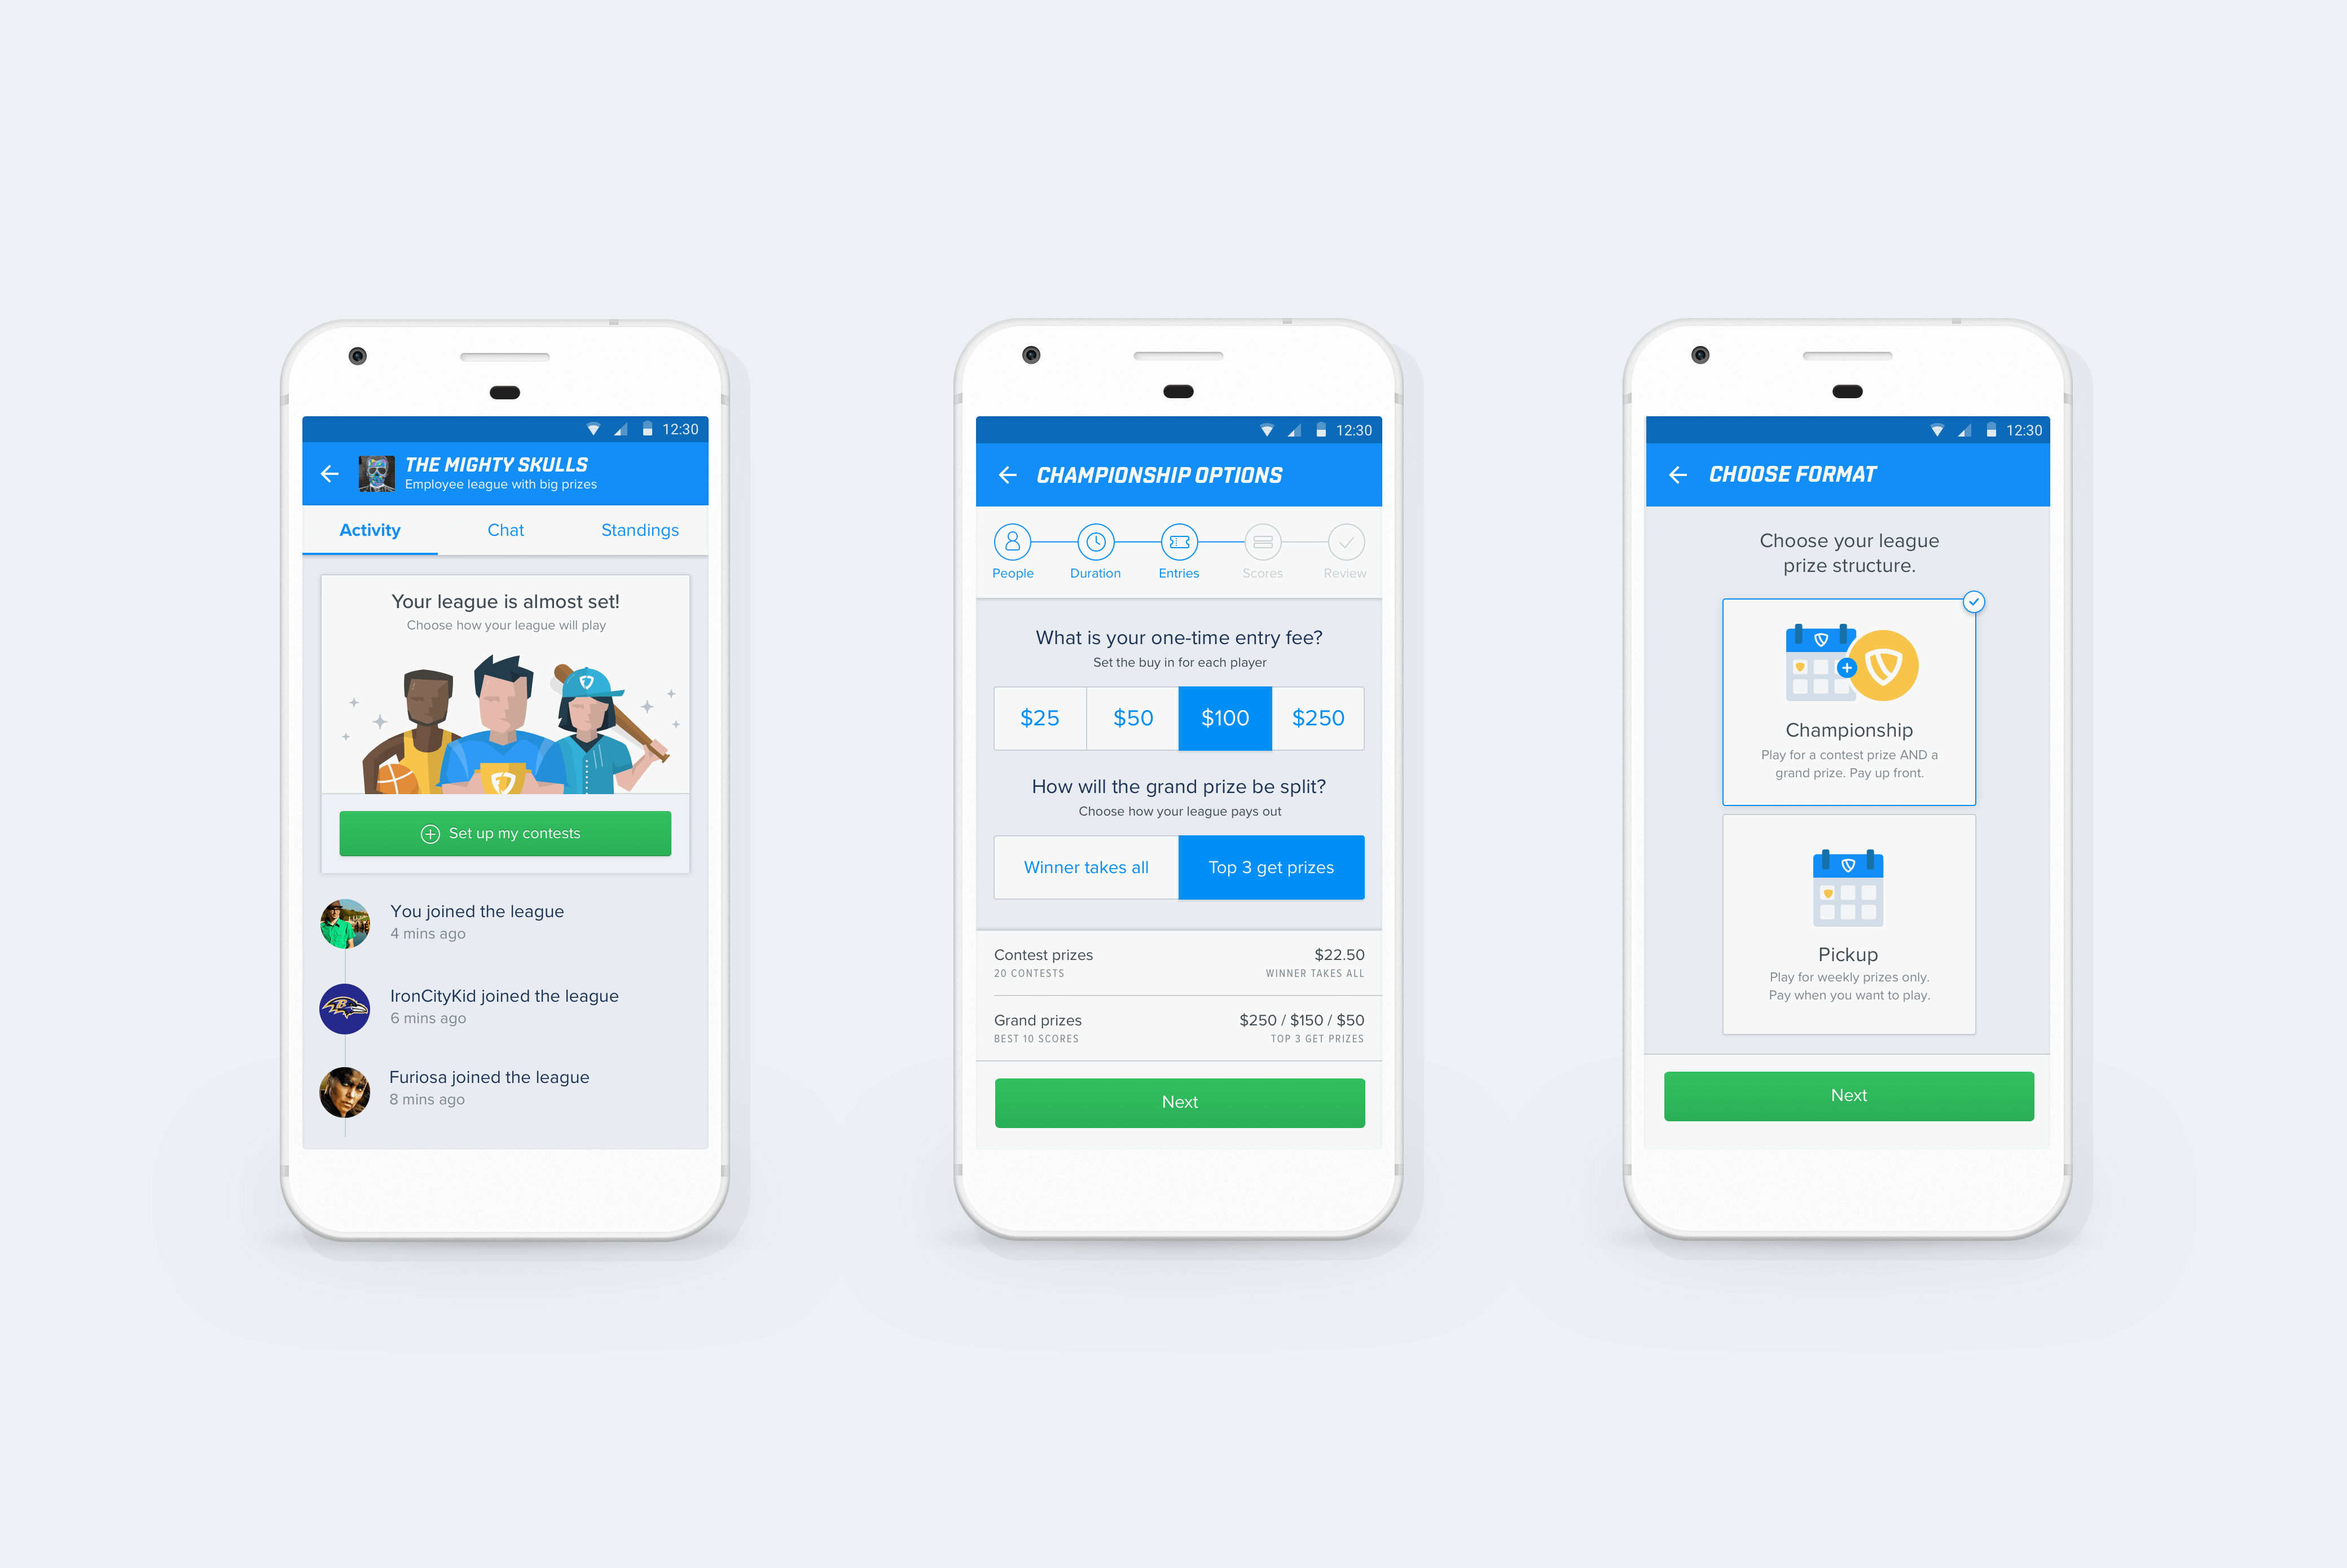 12:30
THE MIGHTY SKULLS
Employee league with big prizes
Activity
Chat
Standings
Your league is almost set!
Choose how your league will play
Set up my contests
You joined the league
4 mins ago
IronCityKid joined the league
6 mins ago
Furiosa joined the league
8 mins ago
12:30
CHAMPIONSHIP OPTIONS
People
Duration
Entries
Scores
Review
What is your one-time entry fee?
Set the buy in for each player
$25
$50
$100
$250
How will the grand prize be split?
Choose how your league pays out
Winner takes all
Top 3 get prizes
Contest prizes
$22.50
20 CONTESTS
WINNER TAKES ALL
Grand prizes
$250 / $150 / $50
BEST 10 SCORES
TOP 3 GET PRIZES
Next
12:30
CHOOSE FORMAT
Choose your league
prize structure.
Championship
Play for a contest prize AND a
grand prize. Pay up front.
Pickup
Play for weekly prizes only.
Pay when you want to play.
Next